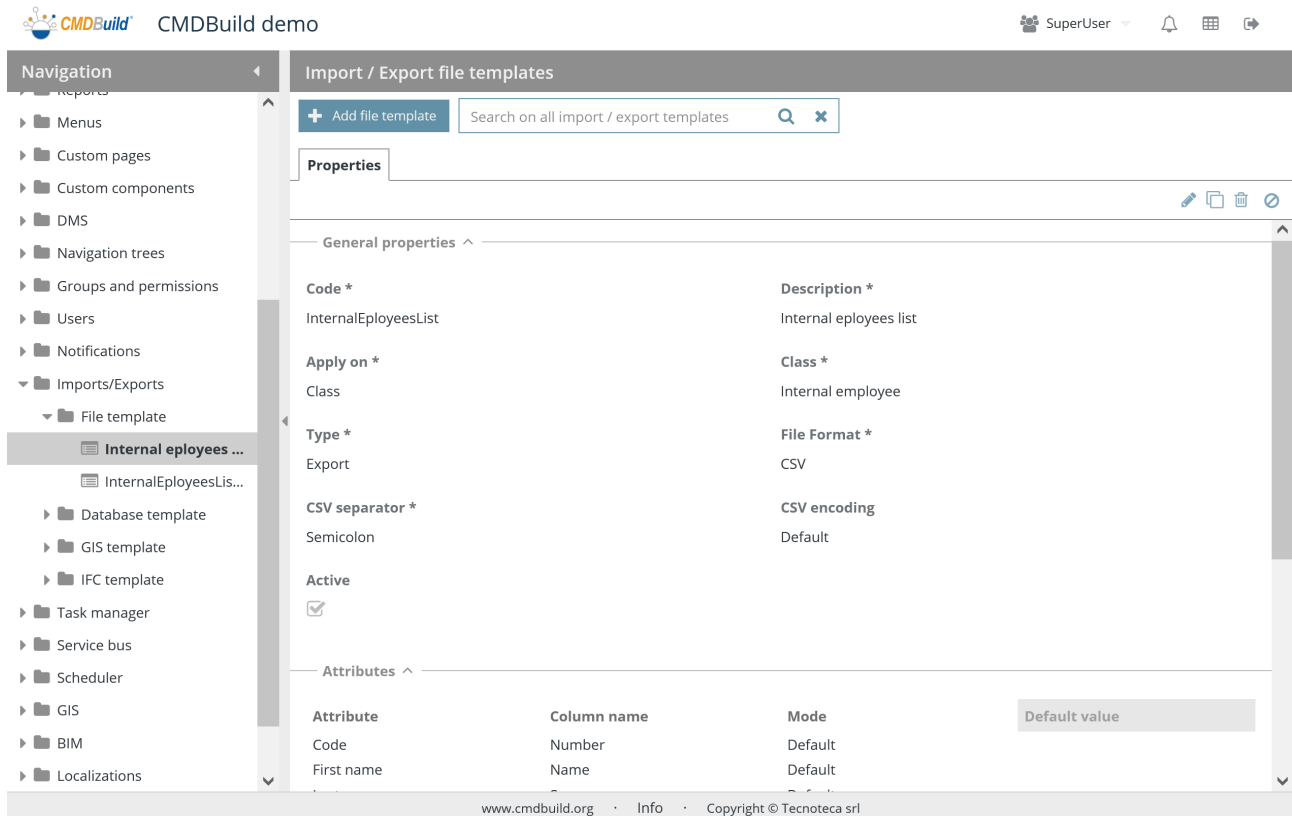 CMDBuild CMDBuild demo
SuperUser
Navigation
Reports
Menus
Custom pages
Custom components
DMS
Navigation trees
Groups and permissions
Users
Notifications
Imports/Exports
File template
Internal eployees ...
InternalEployeesLis...
Database template
GIS template
IFC template
Task manager
Service bus
Scheduler
GIS
BIM
Localizations
Import / Export file templates
Add file template Search on all import / export templates
Properties
General properties
Code * Description *
InternalEployeesList Internal eployees list
Apply on * Class *
Class Internal employee
Type * File Format *
Export CSV
CSV separator * CSV encoding
Semicolon Default
Active
Attributes
Attribute Column name Mode Default value
Code Number Default
First name Name Default
www.cmdbuild.org · Info · Copyright © Tecnoteca srl